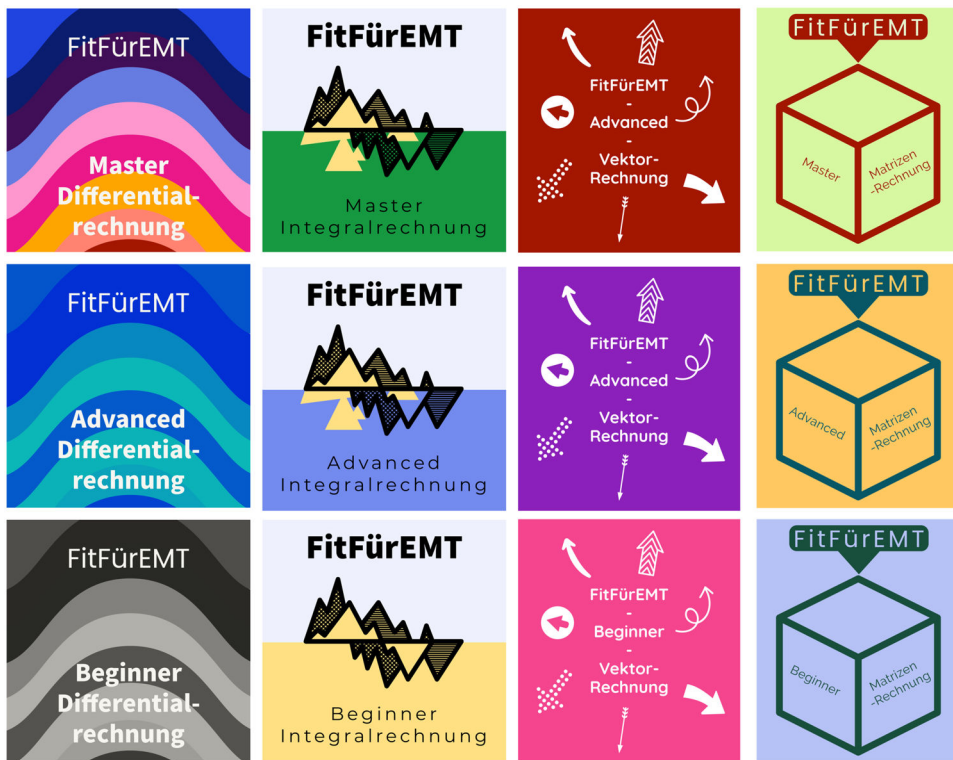 FitFürEMT
Master
Differential-
rechnung
FitFürEMT
Master
Integralrechnung
FitFürEMT
-
Advanced
-
Vektor-
Rechnung
FitFürEMT
Master
Matrizen
-Rechnung
FitFürEMT
Advanced
Differential-
rechnung
FitFürEMT
Advanced
Integralrechnung
FitFürEMT
-
Advanced
-
Vektor-
Rechnung
FitFürEMT
Advanced
Matrizen
-Rechnung
FitFürEMT
Beginner
Differential-
rechnung
FitFürEMT
Beginner
Integralrechnung
FitFürEMT
-
Beginner
-
Vektor-
Rechnung
FitFürEMT
Beginner
Matrizen
-Rechnung